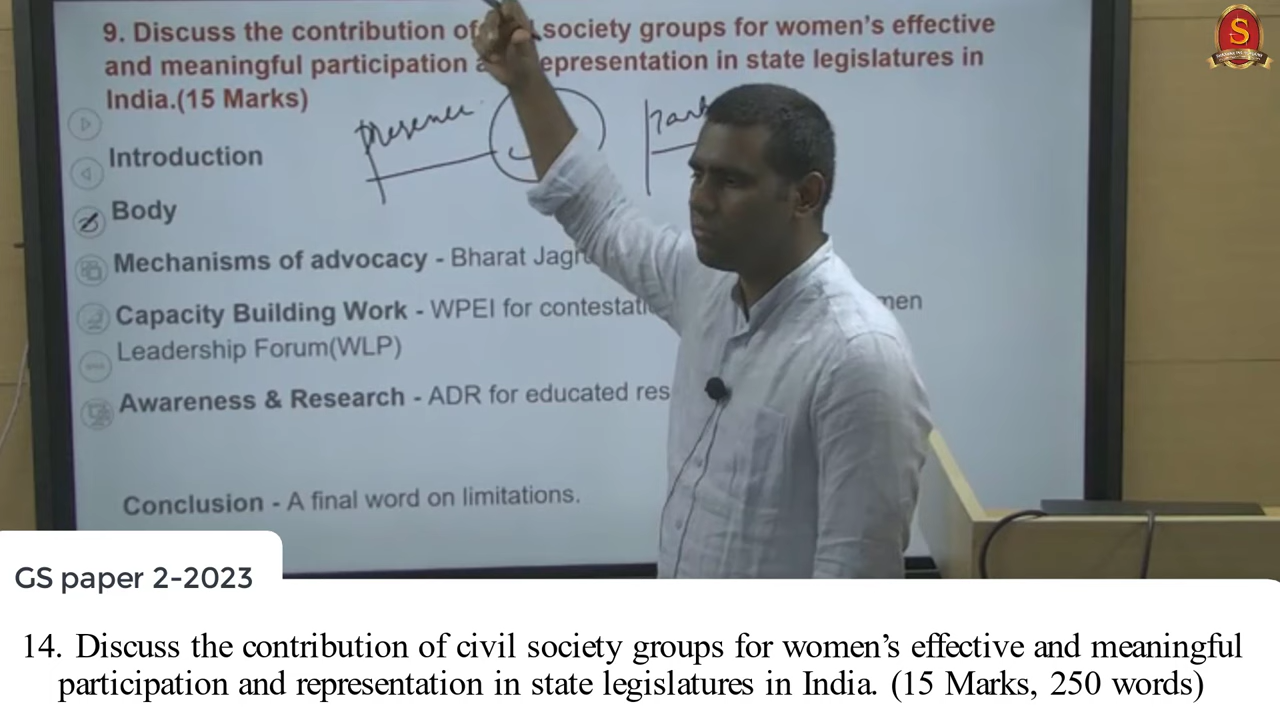 9. Discuss the contribution of society groups for women's effective
and meaningful participation epresentation in state legislatures in
India.(15 Marks)
presence
Introduction
Body
Mechanisms of advocacy - Bharat Jagr
Capacity Building Work - WPEI for contestati men
Leadership Forum(WLP)
Awareness & Research - ADR for educated res
Conclusion - A final word on limitations.
S
GS paper 2-2023
14. Discuss the contribution of civil society groups for women's effective and meaningful
participation and representation in state legislatures in India. (15 Marks, 250 words)